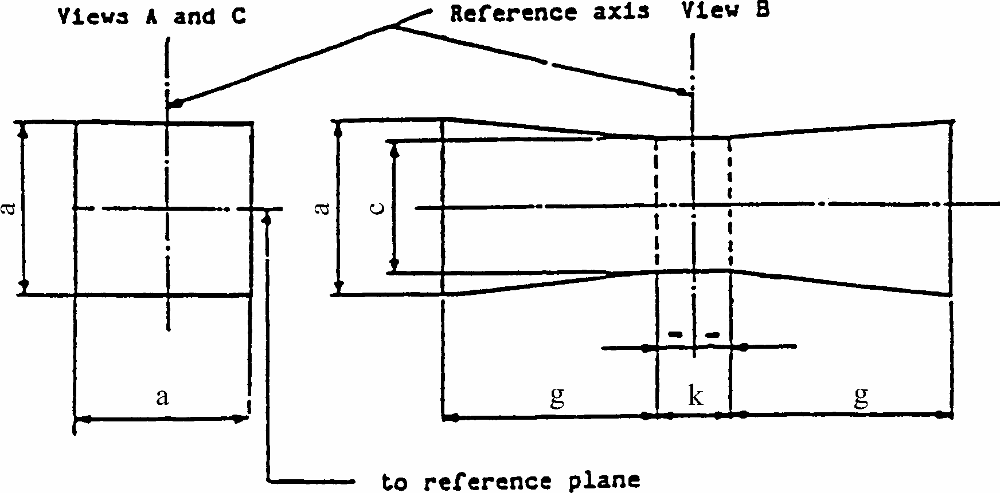 Views A and C
Reference axis
View B
a
a
c
a
g
k
g
to reference plane